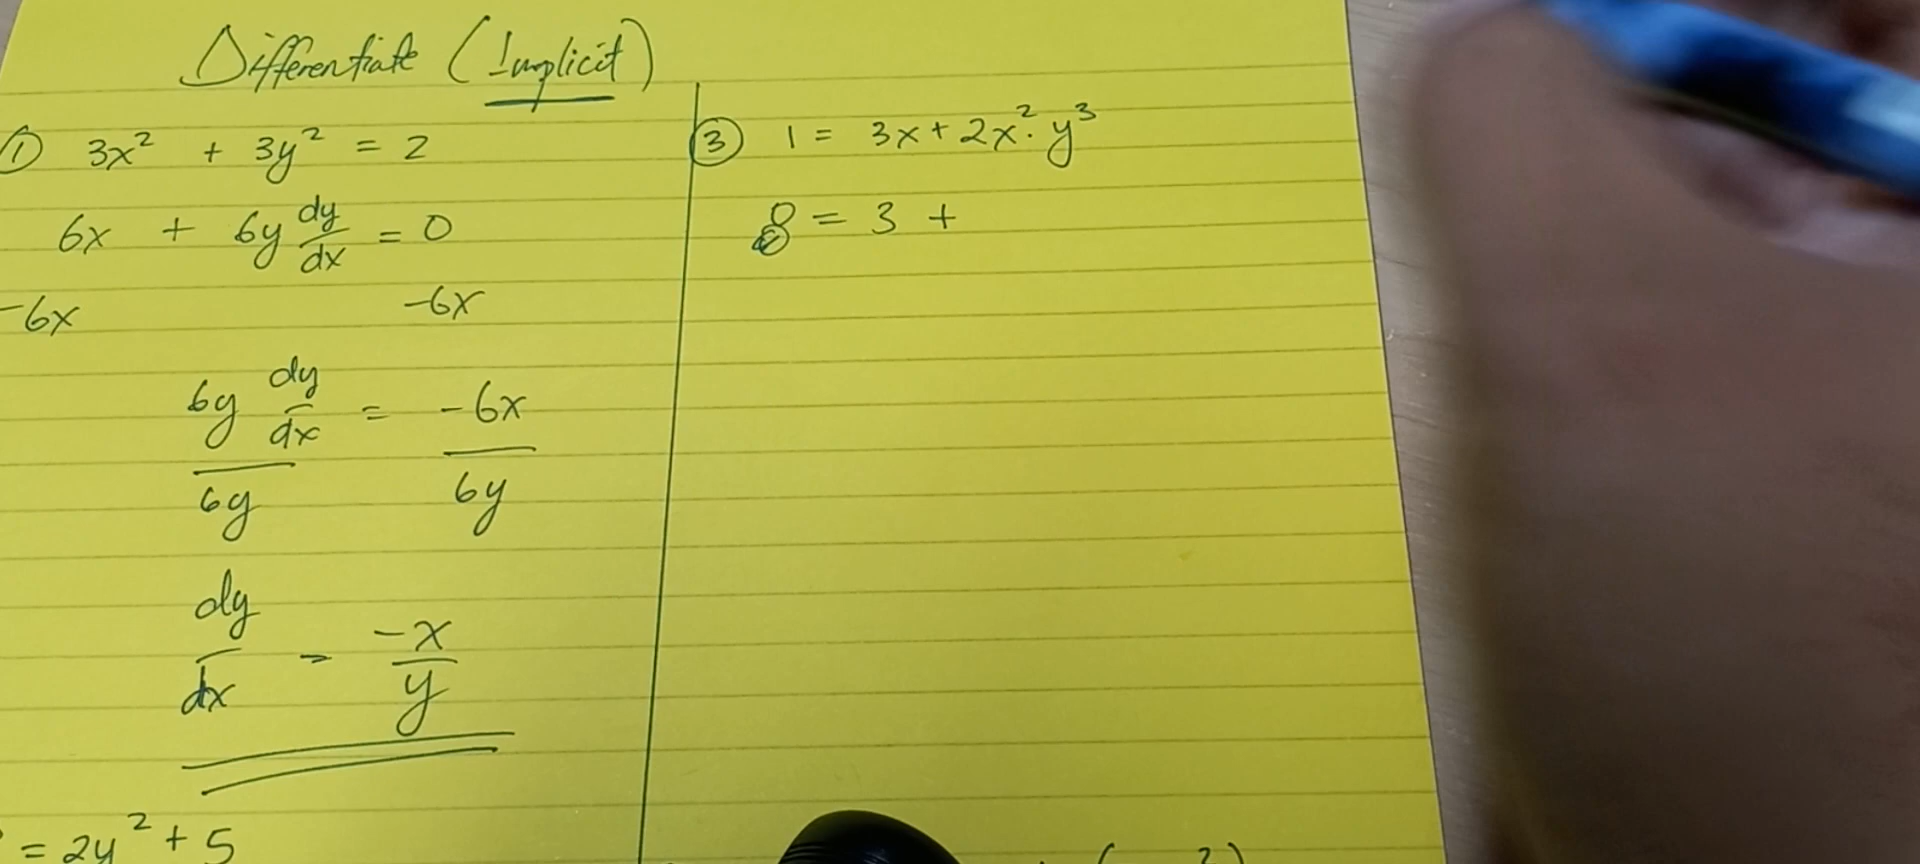 Differentiate (Implicit)
① 3x² + 3y² = 2
6x + 6y dy/dx = 0
-6x -6x
6y dy/dx = -6x
6y 6y
dy/dx = -x/y
= 2y² + 5
③ 1 = 3x + 2x² · y³
= 3 +